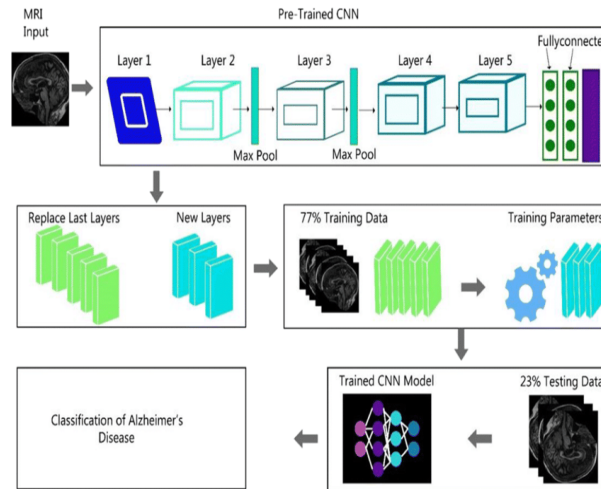 MRI
Input
Pre-Trained CNN
Layer 1
Layer 2
Layer 3
Layer 4
Layer 5
Fullyconnecte
Max Pool
Max Pool
Replace Last Layers
New Layers
77% Training Data
Training Parameters
Classification of Alzheimer's
Disease
Trained CNN Model
23% Testing Data